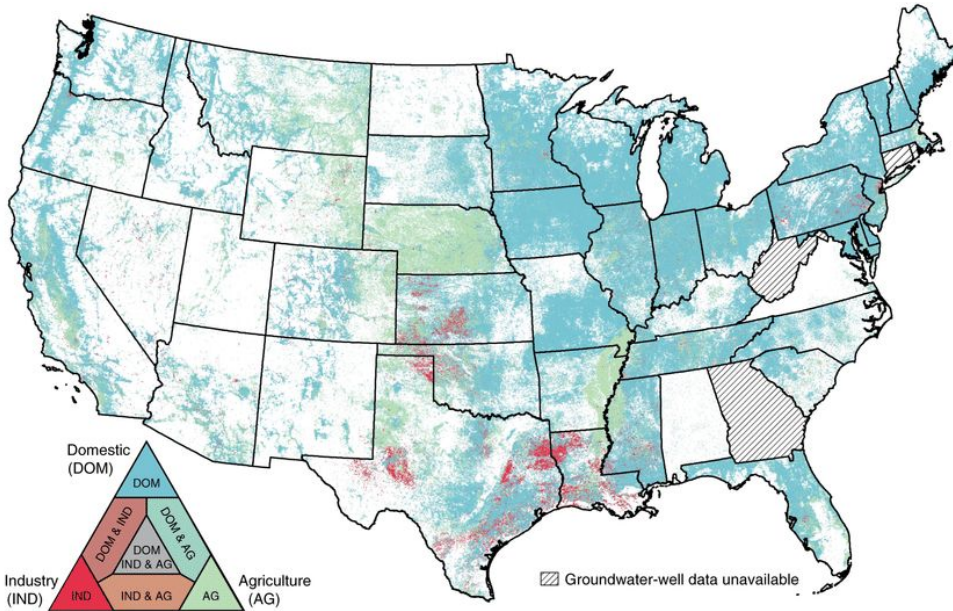 Domestic
(DOM)
DOM
DOM & IND
DOM & AG
DOM
IND & AG
Industry
(IND)
IND
IND & AG
AG
Agriculture
(AG)
Groundwater-well data unavailable